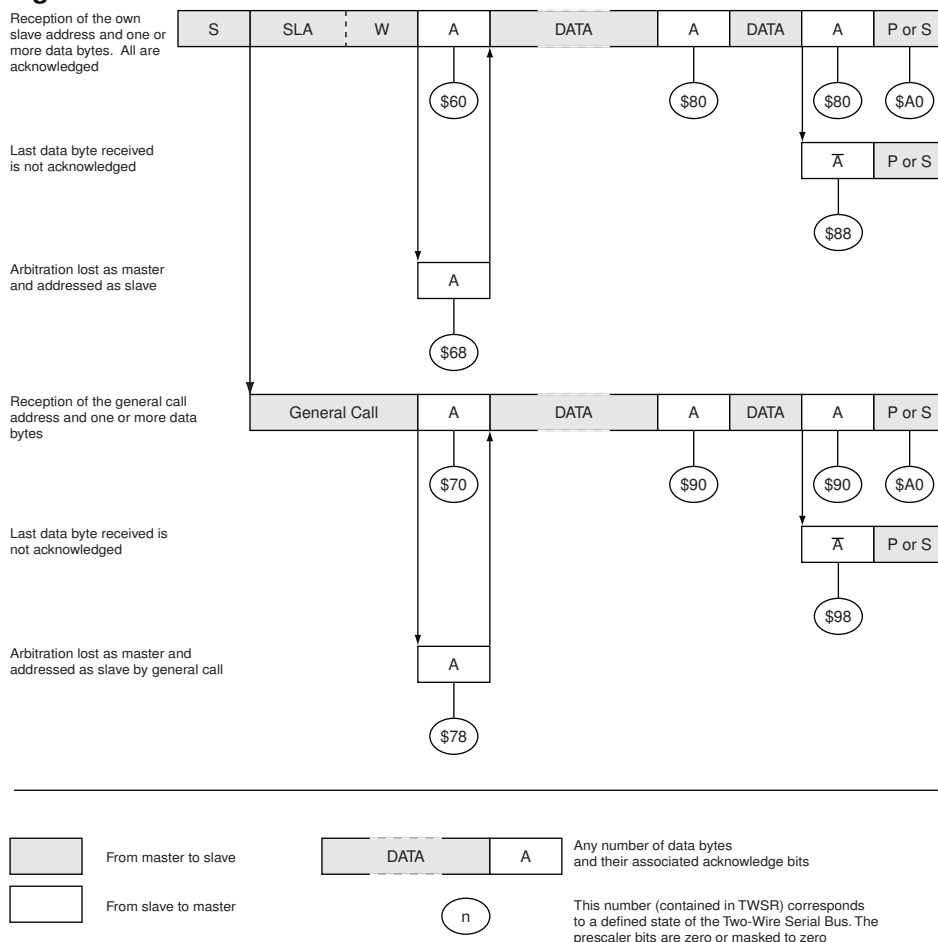 Reception of the own
slave address and one or
more data bytes. All are
acknowledged
S SLA W A DATA A DATA A P or S
$60 $80 $80 $A0
Last data byte received
is not acknowledged
A̅ P or S
$88
Arbitration lost as master
and addressed as slave
A
$68
Reception of the general call
address and one or more data
bytes
General Call A DATA A DATA A P or S
$70 $90 $90 $A0
Last data byte received is
not acknowledged
A̅ P or S
$98
Arbitration lost as master and
addressed as slave by general call
A
$78
From master to slave
DATA A
Any number of data bytes
and their associated acknowledge bits
From slave to master
n
This number (contained in TWSR) corresponds
to a defined state of the Two-Wire Serial Bus. The
prescaler bits are zero or masked to zero